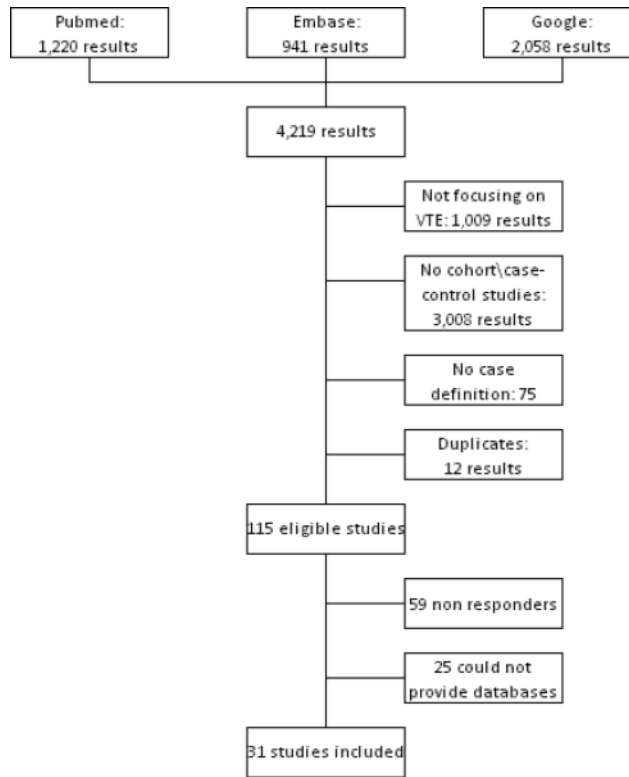 Pubmed:
1,220 results
Embase:
941 results
Google:
2,058 results
4,219 results
Not focusing on
VTE: 1,009 results
No cohort\case-
control studies:
3,008 results
No case
definition: 75
Duplicates:
12 results
115 eligible studies
59 non responders
25 could not
provide databases
31 studies included